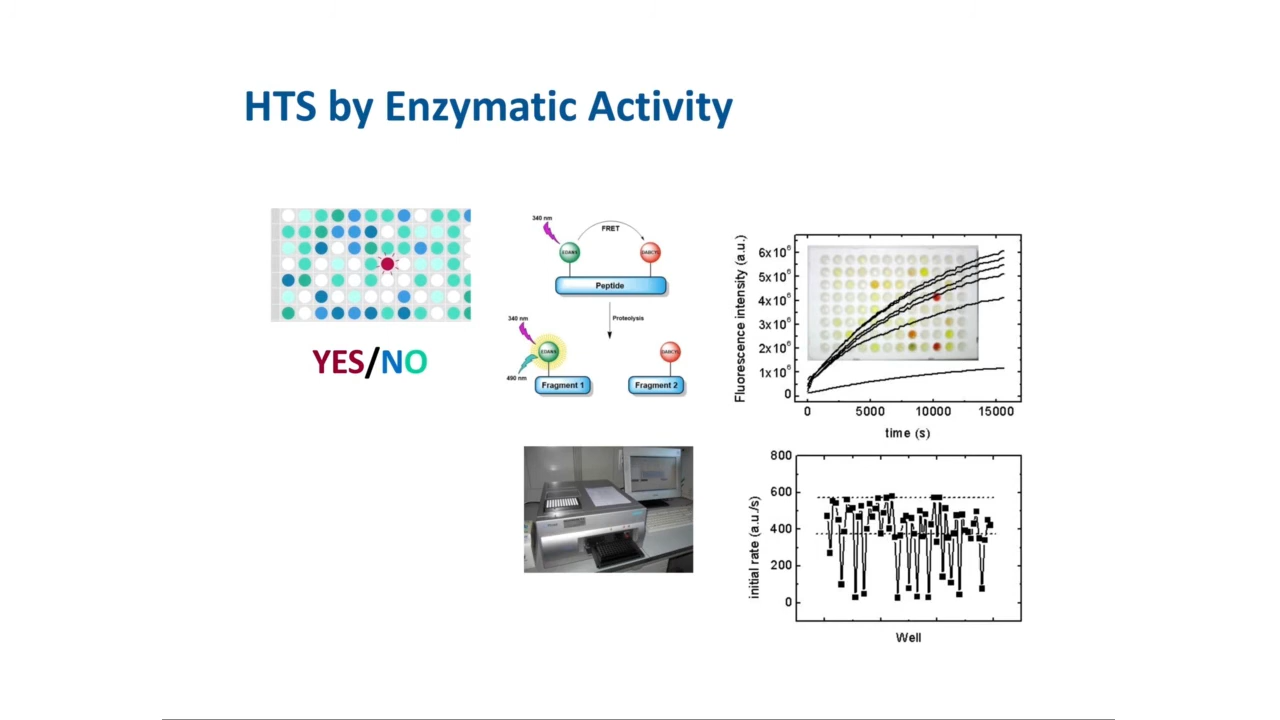 HTS by Enzymatic Activity
YES/NO
340 nm
FRET
EDANS
DABCYL
Peptide
Proteolysis
340 nm
EDANS
DABCYL
490 nm
Fragment 1
Fragment 2
Fluorescence intensity (a.u.)
6x10⁶
5x10⁶
4x10⁶
3x10⁶
2x10⁶
1x10⁶
0
0 5000 10000 15000
time (s)
initial rate (a.u./s)
800
600
400
200
0
Well